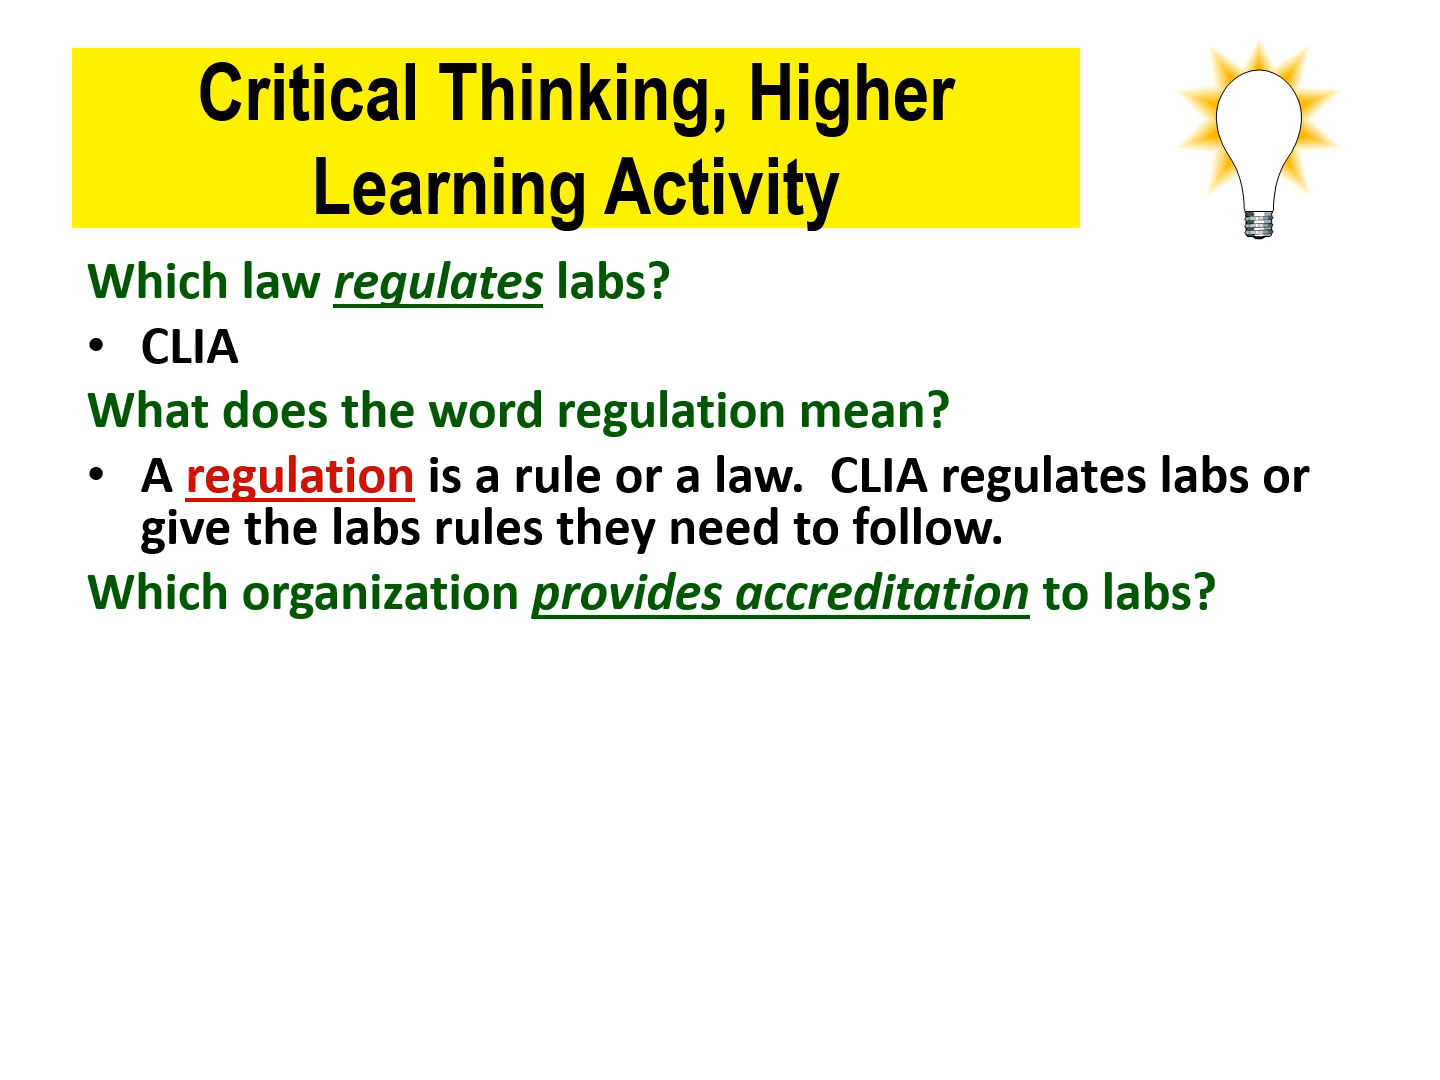 Critical Thinking, Higher
Learning Activity
Which law regulates labs?
• CLIA
What does the word regulation mean?
• A regulation is a rule or a law.  CLIA regulates labs or
give the labs rules they need to follow.
Which organization provides accreditation to labs?